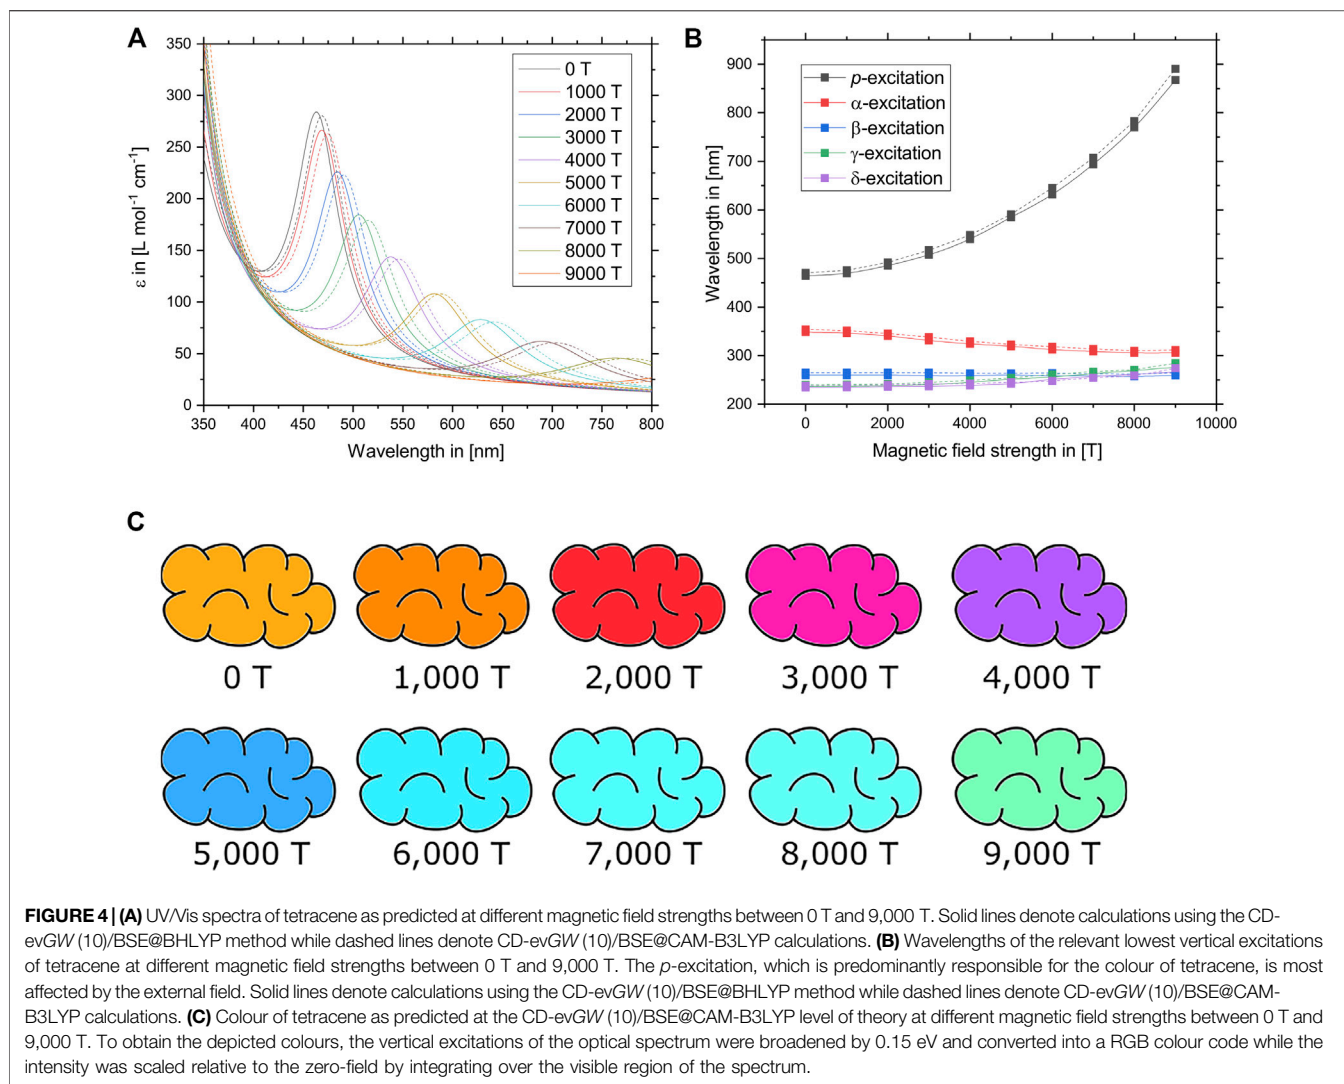 A
350
300
250
200
150
100
50
0
ε in [L mol⁻¹ cm⁻¹]
350 400 450 500 550 600 650 700 750 800
Wavelength in [nm]
0 T
1000 T
2000 T
3000 T
4000 T
5000 T
6000 T
7000 T
8000 T
9000 T
B
900
800
700
600
500
400
300
200
Wavelength in [nm]
0 2000 4000 6000 8000 10000
Magnetic field strength in [T]
p-excitation
α-excitation
β-excitation
γ-excitation
δ-excitation
C
0 T 1,000 T 2,000 T 3,000 T 4,000 T
5,000 T 6,000 T 7,000 T 8,000 T 9,000 T
FIGURE 4 | (A) UV/Vis spectra of tetracene as predicted at different magnetic field strengths between 0 T and 9,000 T. Solid lines denote calculations using the CD-
evGW (10)/BSE@BHLYP method while dashed lines denote CD-evGW (10)/BSE@CAM-B3LYP calculations. (B) Wavelengths of the relevant lowest vertical excitations
of tetracene at different magnetic field strengths between 0 T and 9,000 T. The p-excitation, which is predominantly responsible for the colour of tetracene, is most
affected by the external field. Solid lines denote calculations using the CD-evGW (10)/BSE@BHLYP method while dashed lines denote CD-evGW (10)/BSE@CAM-
B3LYP calculations. (C) Colour of tetracene as predicted at the CD-evGW (10)/BSE@CAM-B3LYP level of theory at different magnetic field strengths between 0 T and
9,000 T. To obtain the depicted colours, the vertical excitations of the optical spectrum were broadened by 0.15 eV and converted into a RGB colour code while the
intensity was scaled relative to the zero-field by integrating over the visible region of the spectrum.